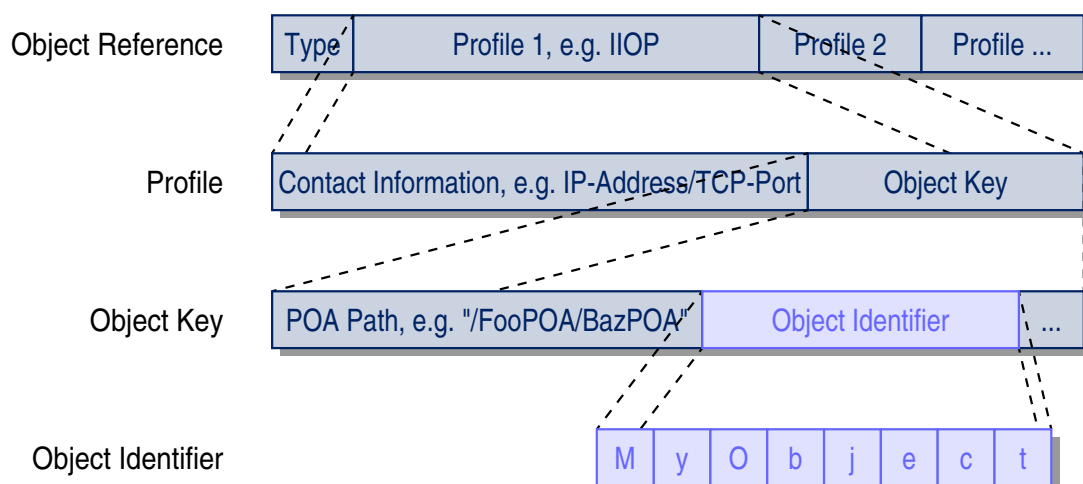 Object Reference Type Profile 1, e.g. IIOP Profile 2 Profile ...
Profile Contact Information, e.g. IP-Address/TCP-Port Object Key
Object Key POA Path, e.g. "/FooPOA/BazPOA" Object Identifier ...
Object Identifier M y O b j e c t